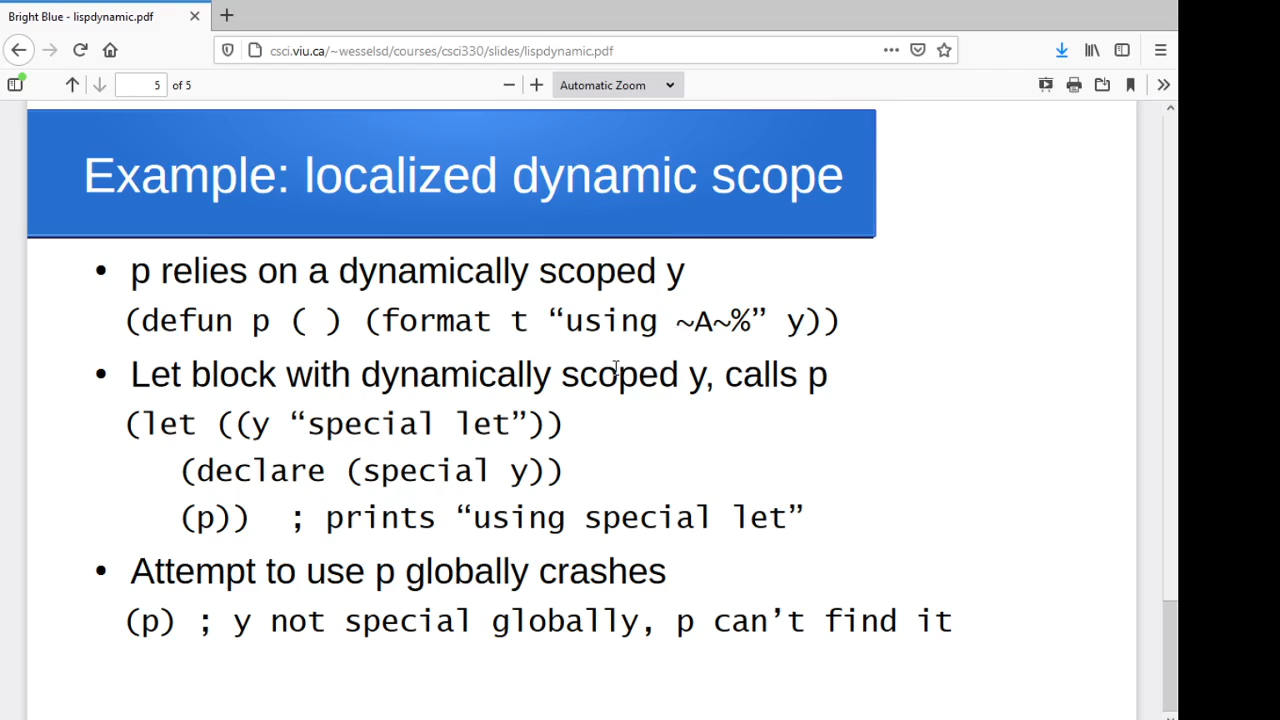 Bright Blue - lispdynamic.pdf
csci.viu.ca/~wesselsd/courses/csci330/slides/lispdynamic.pdf
5 of 5
Automatic Zoom
Example: localized dynamic scope
• p relies on a dynamically scoped y
(defun p ( ) (format t “using ~A~%” y))
• Let block with dynamically scoped y, calls p
(let ((y “special let”))
(declare (special y))
(p)) ; prints “using special let”
• Attempt to use p globally crashes
(p) ; y not special globally, p can’t find it